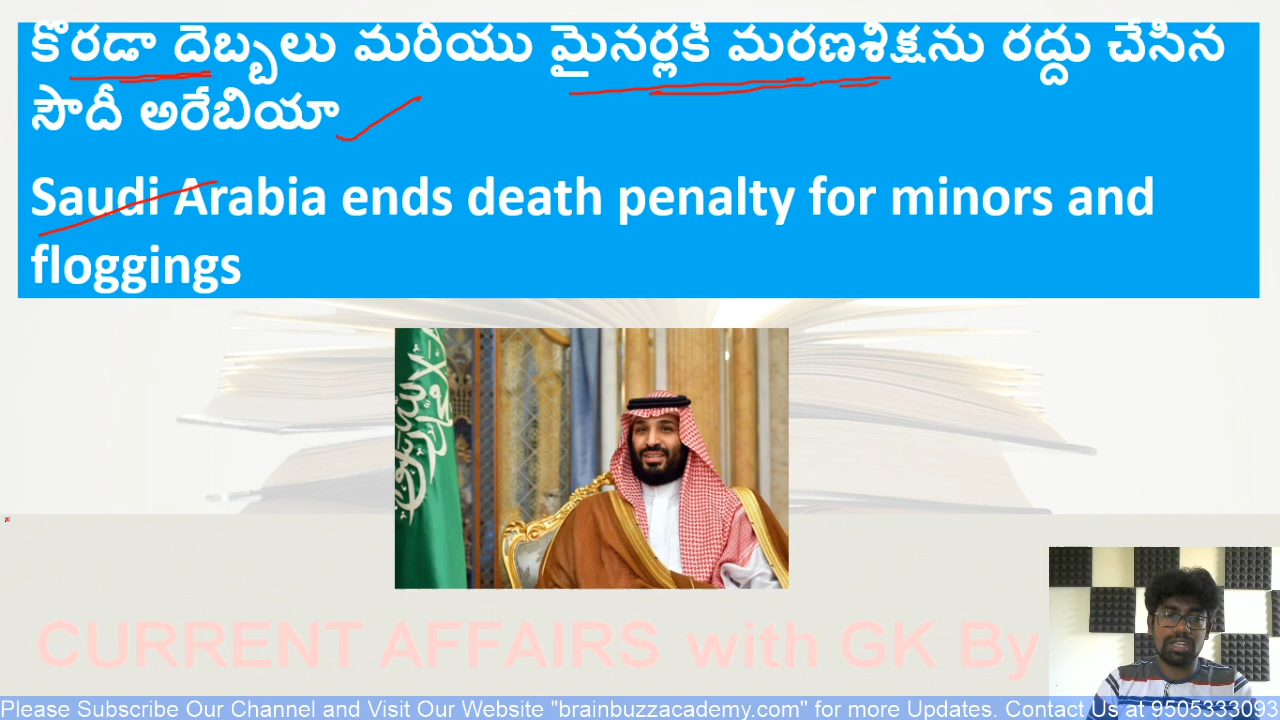 కొరడా దెబ్బలు మరియు మైనర్లకి మరణశిక్షను రద్దు చేసిన
సౌదీ అరేబియా
Saudi Arabia ends death penalty for minors and
floggings
CURRENT AFFAIRS with GK By
Please Subscribe Our Channel and Visit Our Website "brainbuzzacademy.com" for more Updates. Contact Us at 9505333093